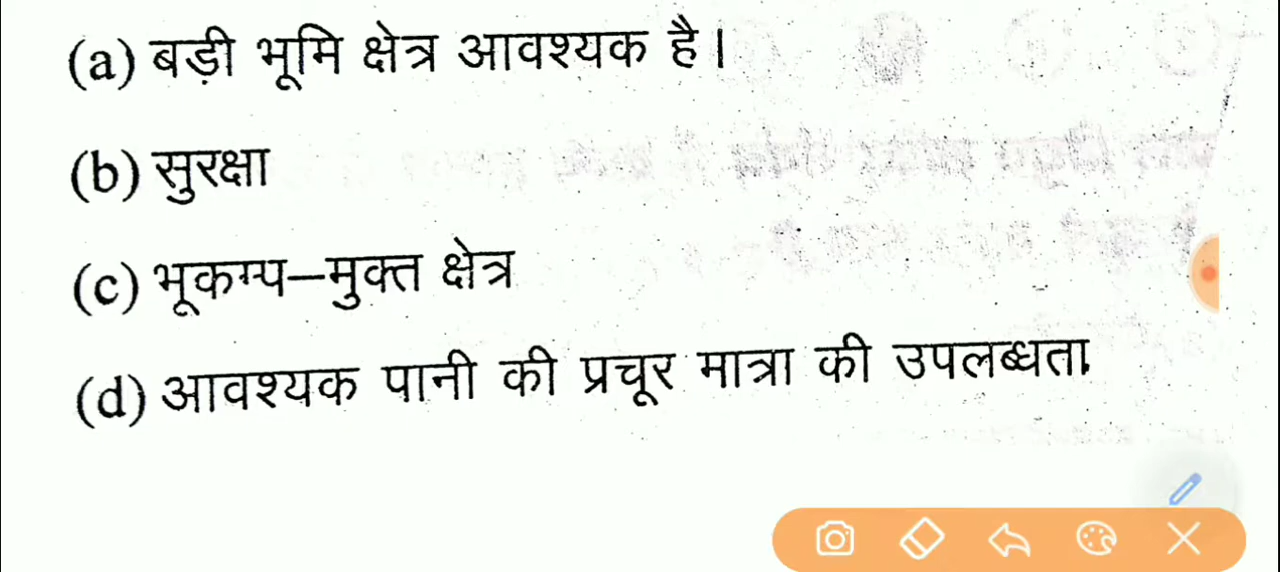 (a) बड़ी भूमि क्षेत्र आवश्यक है।
(b) सुरक्षा
(c) भूकम्प–मुक्त क्षेत्र
(d) आवश्यक पानी की प्रचूर मात्रा की उपलब्धता